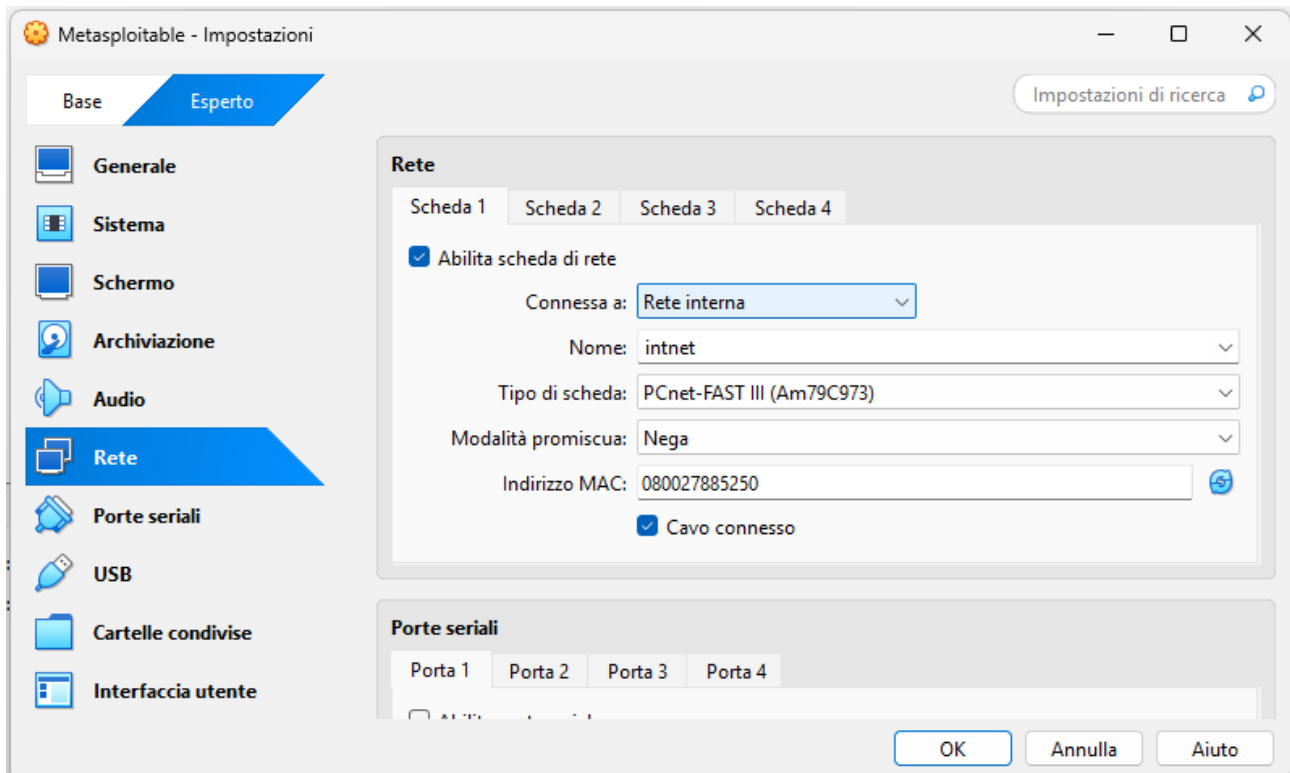 Metasploitable - Impostazioni
Base Esperto
Impostazioni di ricerca
Generale
Sistema
Schermo
Archiviazione
Audio
Rete
Porte seriali
USB
Cartelle condivise
Interfaccia utente
Rete
Scheda 1 Scheda 2 Scheda 3 Scheda 4
Abilita scheda di rete
Connessa a: Rete interna
Nome: intnet
Tipo di scheda: PCnet-FAST III (Am79C973)
Modalità promiscua: Nega
Indirizzo MAC: 080027885250
Cavo connesso
Porte seriali
Porta 1 Porta 2 Porta 3 Porta 4
OK Annulla Aiuto